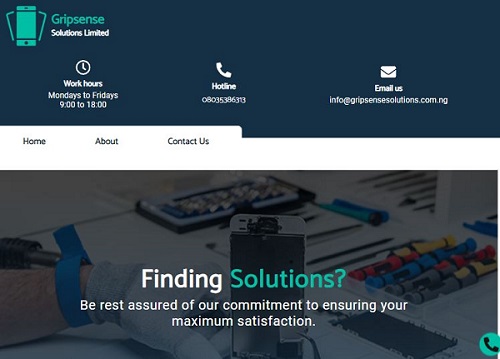 Gripsense
Solutions Limited
Work hours
Mondays to Fridays
9:00 to 18:00
Hotline
08035386313
Email us
info@gripsensesolutions.com.ng
Home About Contact Us
Finding Solutions?
Be rest assured of our commitment to ensuring your
maximum satisfaction.